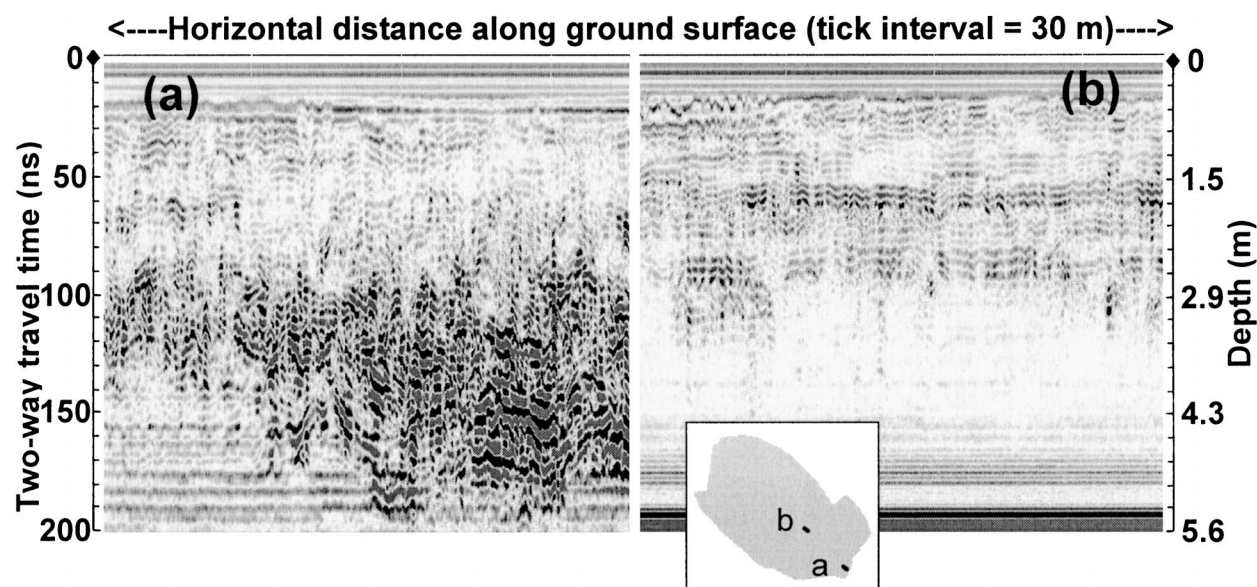 <----Horizontal distance along ground surface (tick interval = 30 m)---->
0
50
100
150
200
Two-way travel time (ns)
(a)
(b)
0
1.5
2.9
4.3
5.6
Depth (m)
b
a